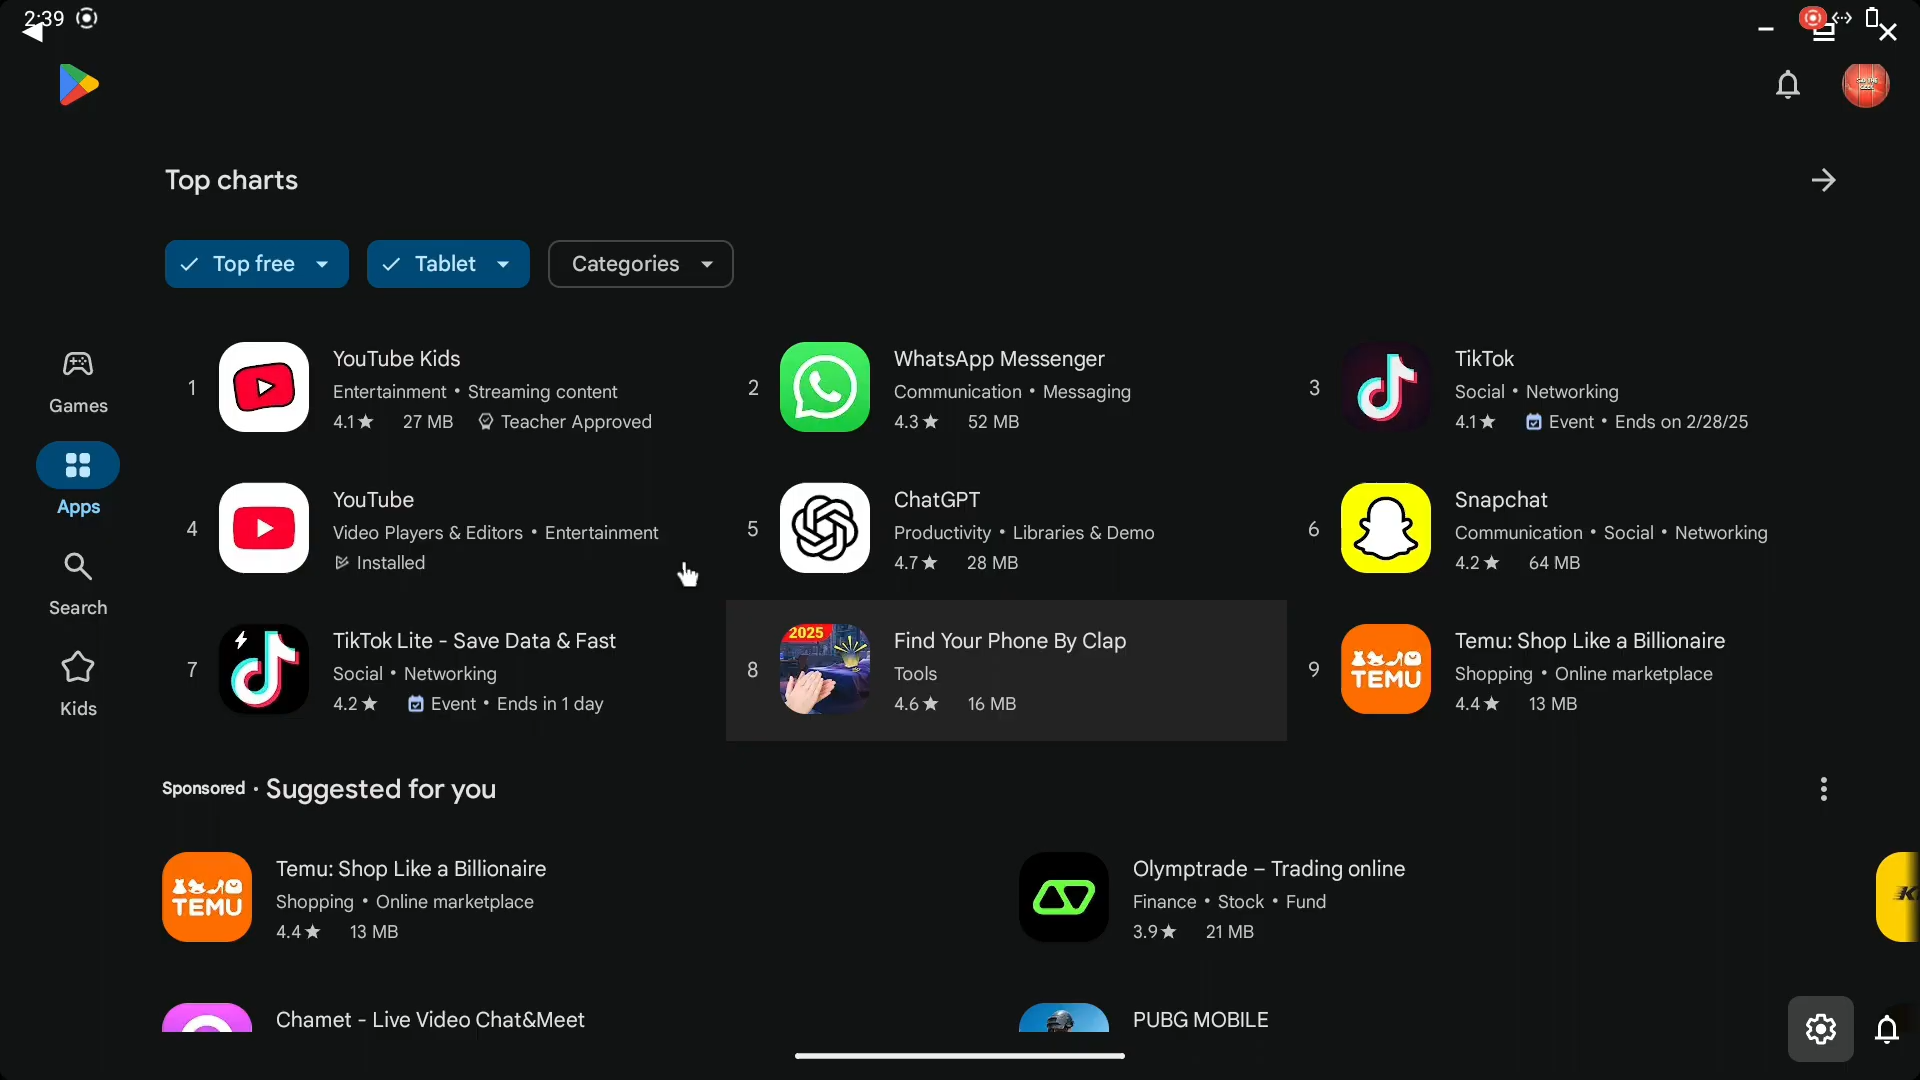 2:39
Top charts
Top free
Tablet
Categories
Games
Apps
Search
Kids
1
YouTube Kids
Entertainment • Streaming content
4.1★ 27 MB Teacher Approved
2
WhatsApp Messenger
Communication • Messaging
4.3★ 52 MB
3
TikTok
Social • Networking
4.1★ Event • Ends on 2/28/25
4
YouTube
Video Players & Editors • Entertainment
Installed
5
ChatGPT
Productivity • Libraries & Demo
4.7★ 28 MB
6
Snapchat
Communication • Social • Networking
4.2★ 64 MB
7
TikTok Lite - Save Data & Fast
Social • Networking
4.2★ Event • Ends in 1 day
8
2025
Find Your Phone By Clap
Tools
4.6★ 16 MB
9
TEMU
Temu: Shop Like a Billionaire
Shopping • Online marketplace
4.4★ 13 MB
Sponsored · Suggested for you
TEMU
Temu: Shop Like a Billionaire
Shopping • Online marketplace
4.4★ 13 MB
Olymptrade – Trading online
Finance • Stock • Fund
3.9★ 21 MB
Chamet - Live Video Chat&Meet
PUBG MOBILE